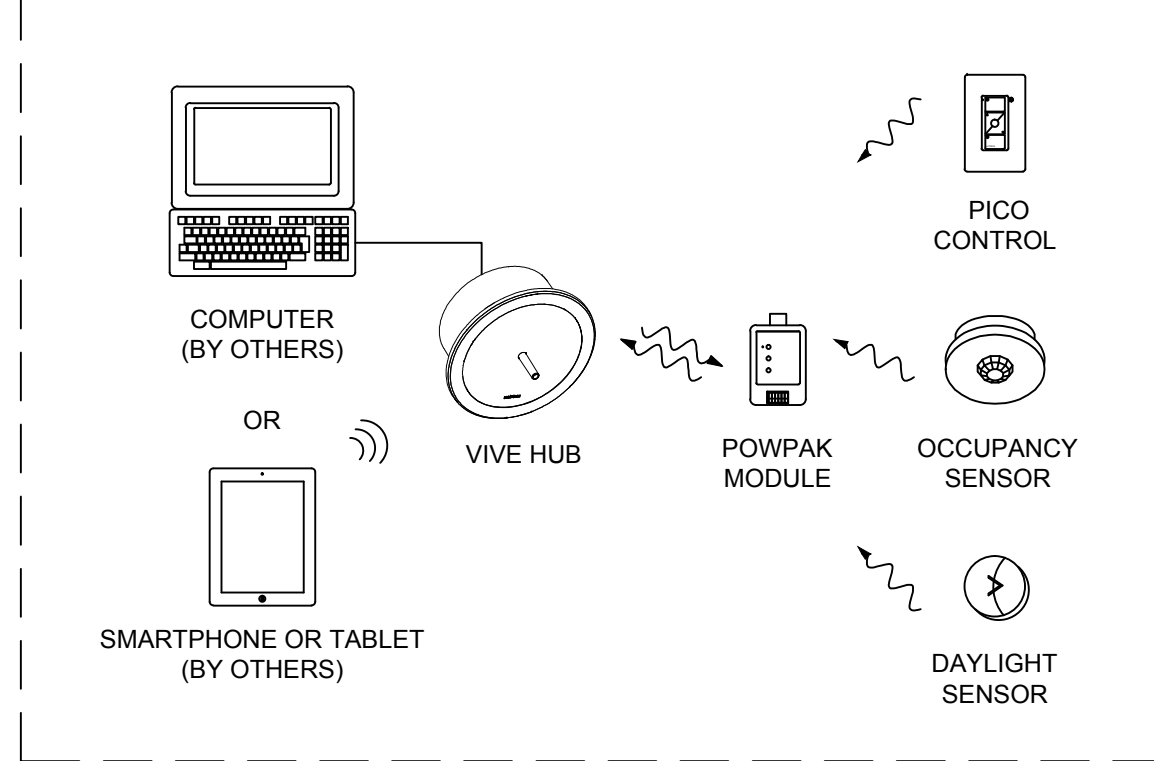 PICO
CONTROL
COMPUTER
(BY OTHERS)
OR
VIVE HUB
POWPAK
MODULE
OCCUPANCY
SENSOR
SMARTPHONE OR TABLET
(BY OTHERS)
DAYLIGHT
SENSOR